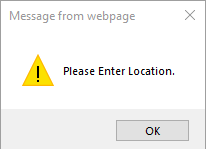 Message from webpage
Please Enter Location.
OK